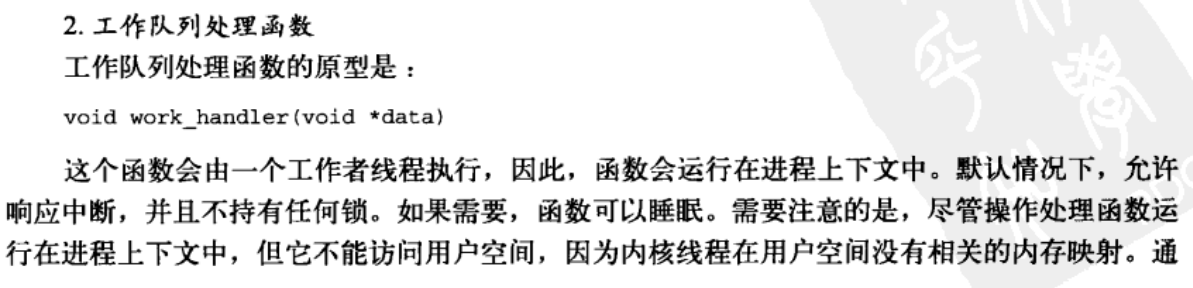 2. 工作队列处理函数
工作队列处理函数的原型是：
void work_handler(void *data)
这个函数会由一个工作者线程执行，因此，函数会运行在进程上下文中。默认情况下，允许
响应中断，并且不持有任何锁。如果需要，函数可以睡眠。需要注意的是，尽管操作处理函数运
行在进程上下文中，但它不能访问用户空间，因为内核线程在用户空间没有相关的内存映射。通